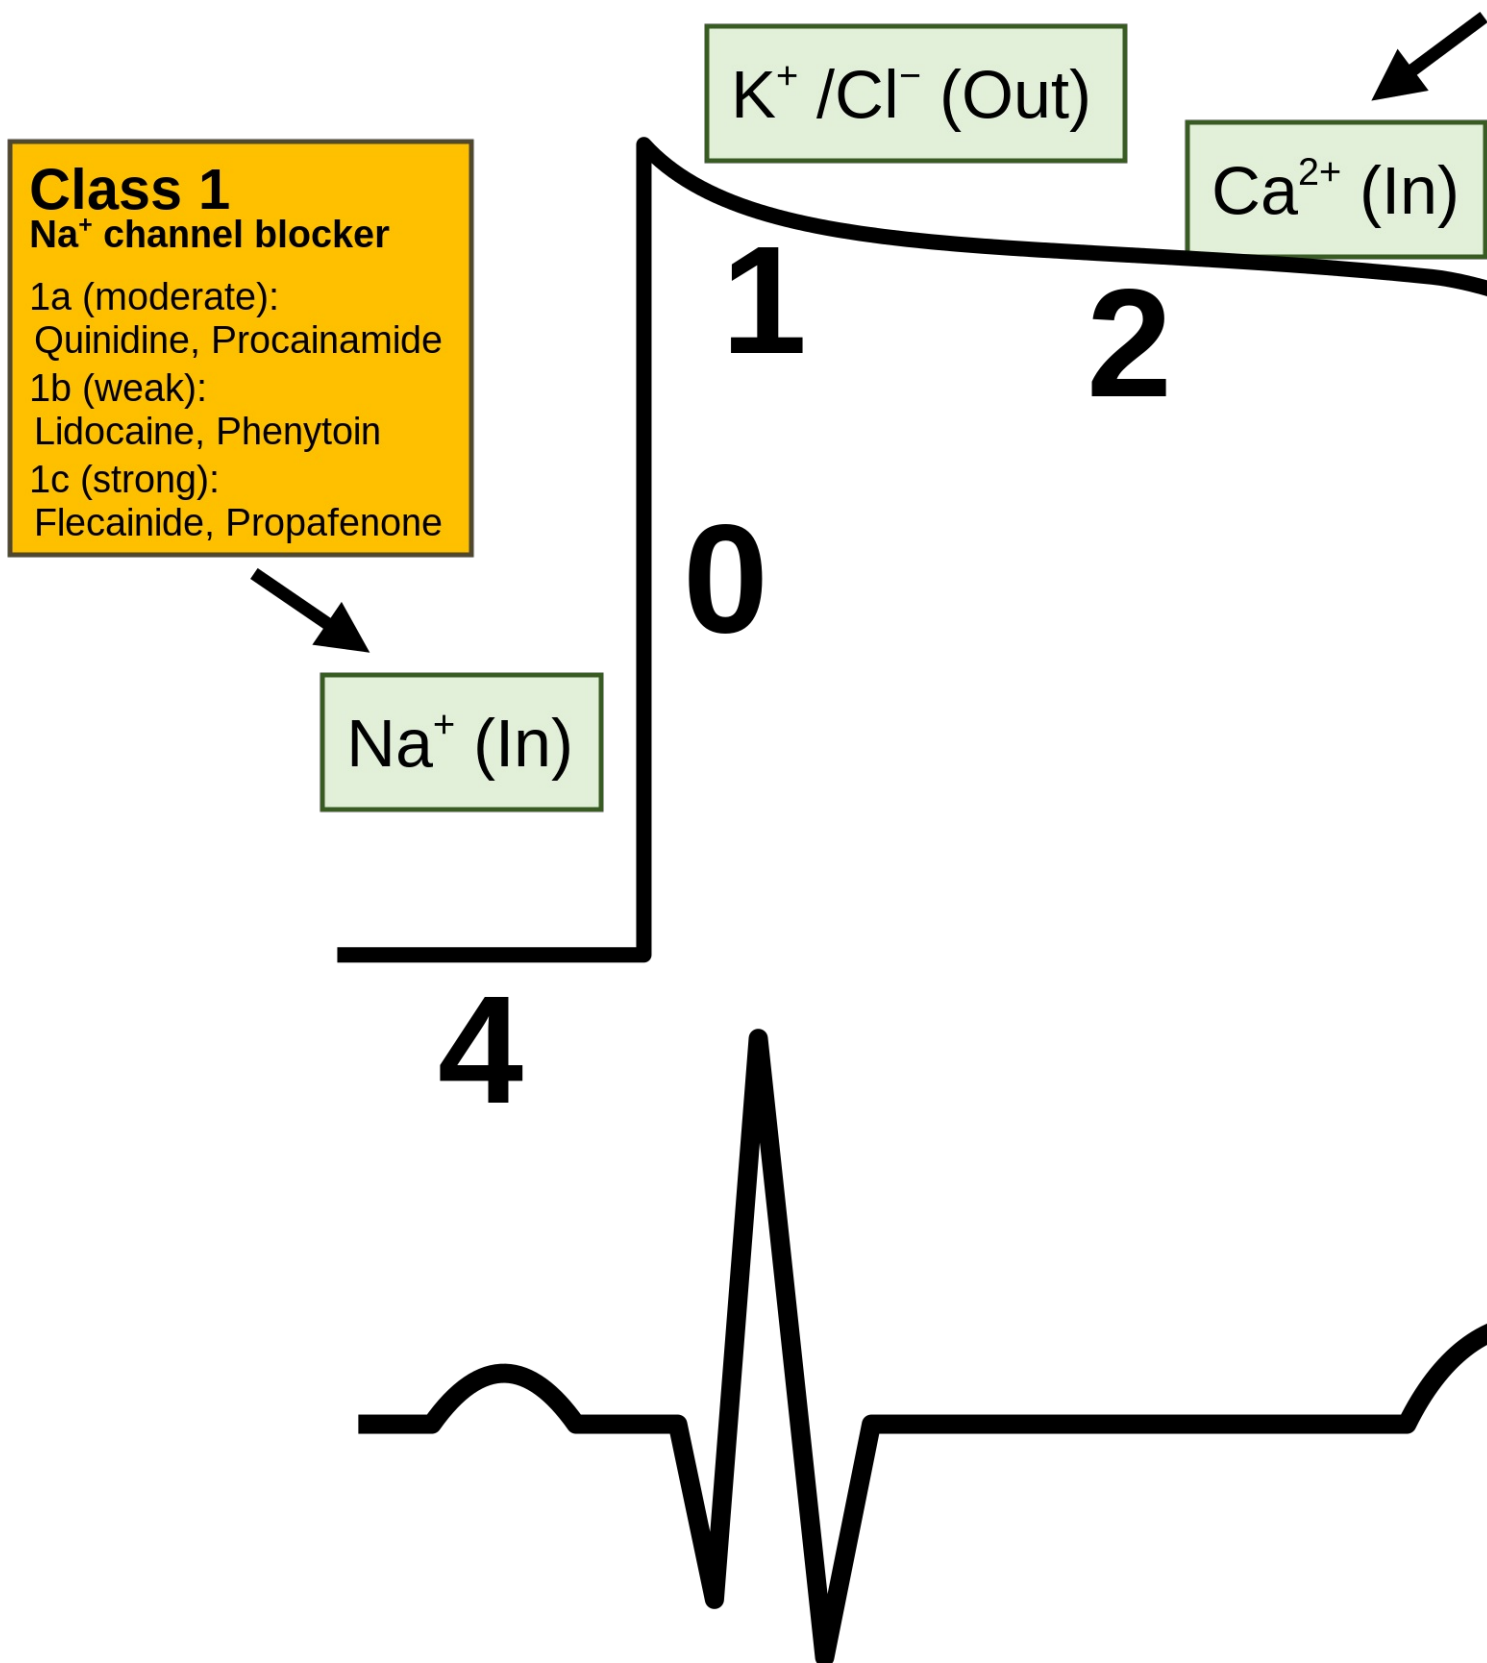 K⁺ /Cl⁻ (Out)
Ca²⁺ (In)
Class 1
Na⁺ channel blocker
1a (moderate):
Quinidine, Procainamide
1b (weak):
Lidocaine, Phenytoin
1c (strong):
Flecainide, Propafenone
1
2
0
Na⁺ (In)
4